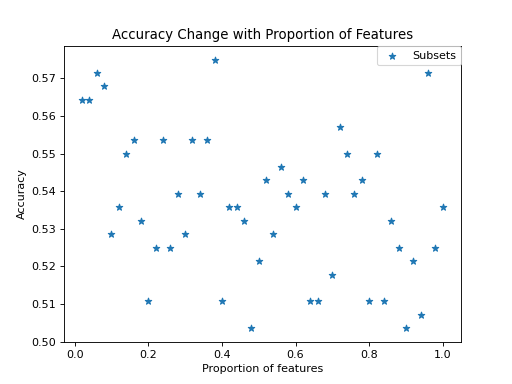 Accuracy Change with Proportion of Features
Subsets
Accuracy
0.57
0.56
0.55
0.54
0.53
0.52
0.51
0.50
0.0 0.2 0.4 0.6 0.8 1.0
Proportion of features